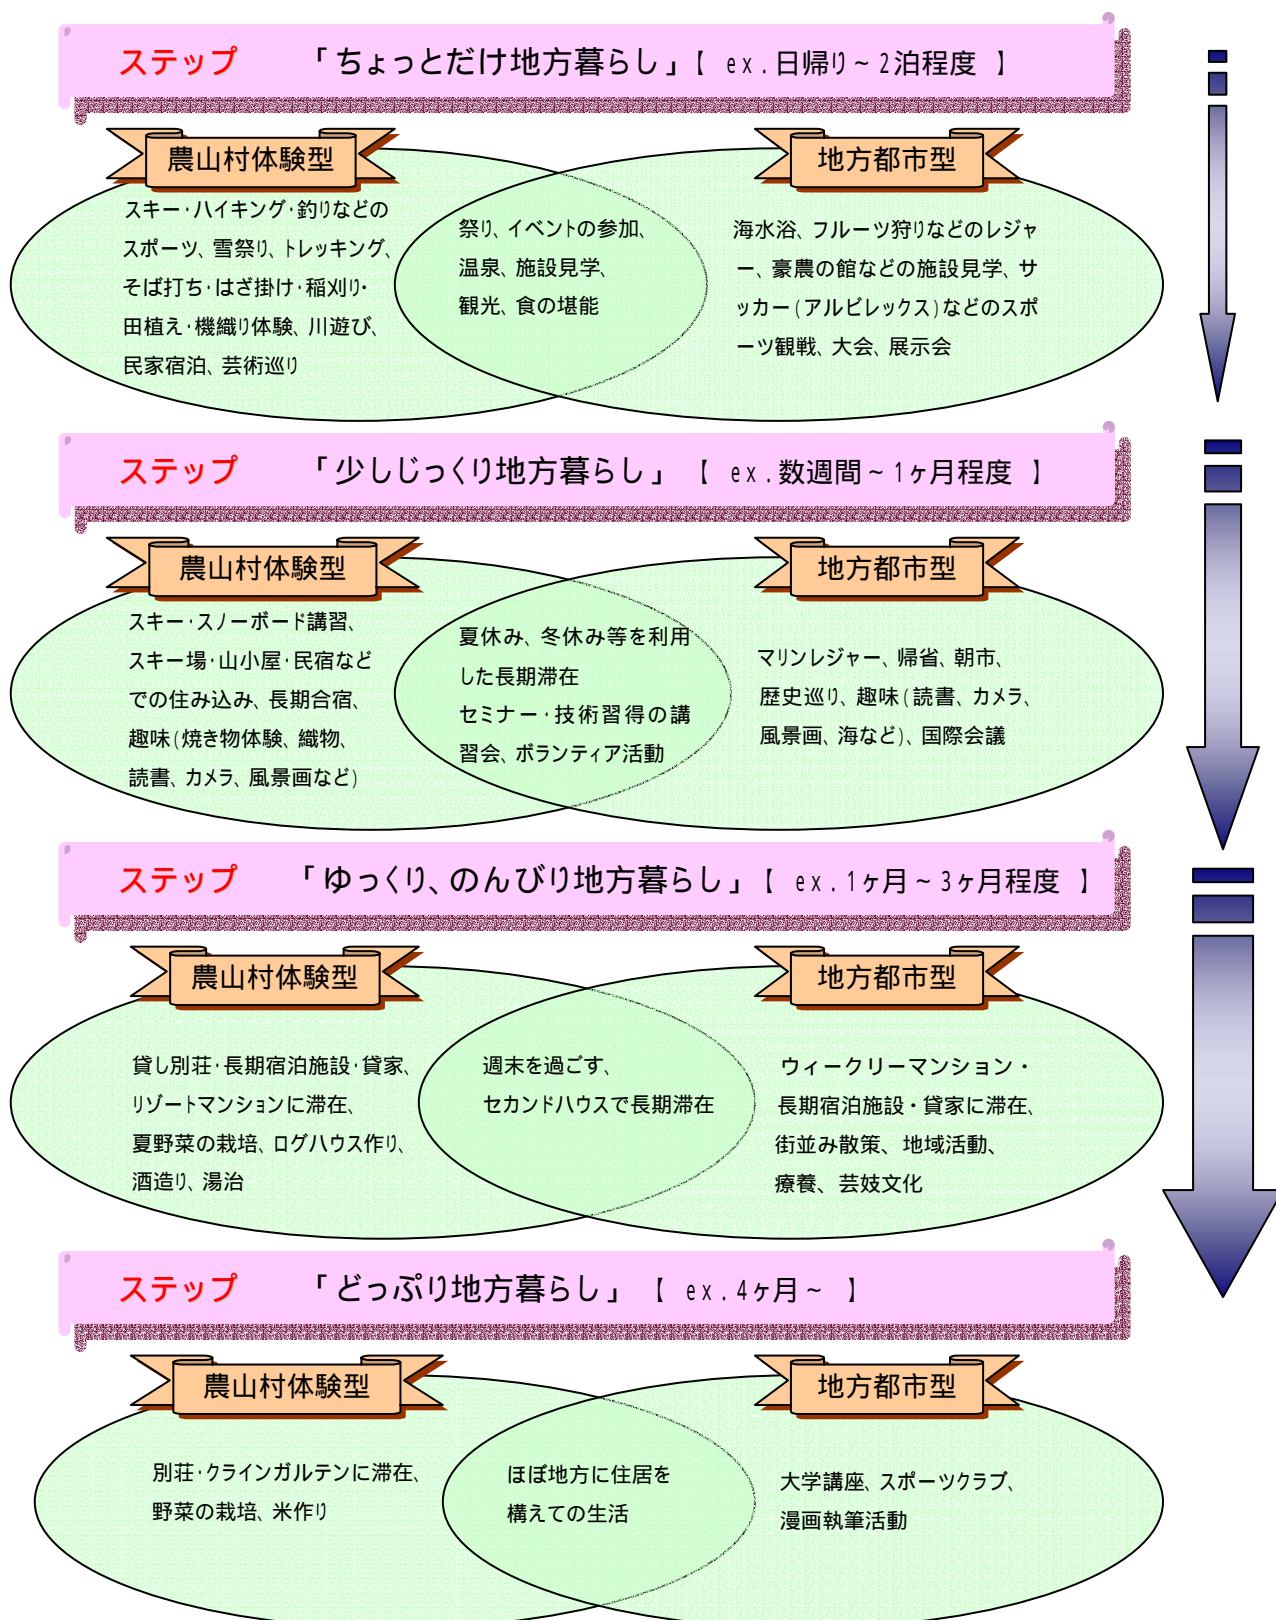 ステップ 「ちょっとだけ地方暮らし」【 ex.日帰り～2泊程度 】
農山村体験型
スキー・ハイキング・釣りなどの
スポーツ、雪祭り、トレッキング、
そば打ち・はざ掛け・稲刈り・
田植え・機織り体験、川遊び、
民家宿泊、芸術巡り
祭り、イベントの参加、
温泉、施設見学、
観光、食の堪能
地方都市型
海水浴、フルーツ狩りなどのレジャ
ー、豪農の館などの施設見学、サ
ッカー(アルビレックス)などのスポ
ーツ観戦、大会、展示会
ステップ 「少しじっくり地方暮らし」【 ex.数週間～1ヶ月程度 】
農山村体験型
スキー・スノーボード講習、
スキー場・山小屋・民宿など
での住み込み、長期合宿、
趣味(焼き物体験、織物、
読書、カメラ、風景画など)
夏休み、冬休み等を利用
した長期滞在
セミナー・技術習得の講
習会、ボランティア活動
地方都市型
マリンレジャー、帰省、朝市、
歴史巡り、趣味(読書、カメラ、
風景画、海など)、国際会議
ステップ 「ゆっくり、のんびり地方暮らし」【 ex.1ヶ月～3ヶ月程度 】
農山村体験型
貸し別荘・長期宿泊施設・貸家、
リゾートマンションに滞在、
夏野菜の栽培、ログハウス作り、
酒造り、湯治
週末を過ごす、
セカンドハウスで長期滞在
地方都市型
ウィークリーマンション・
長期宿泊施設・貸家に滞在、
街並み散策、地域活動、
療養、芸妓文化
ステップ 「どっぷり地方暮らし」【 ex.4ヶ月～ 】
農山村体験型
別荘・クラインガルテンに滞在、
野菜の栽培、米作り
ほぼ地方に住居を
構えての生活
地方都市型
大学講座、スポーツクラブ、
漫画執筆活動